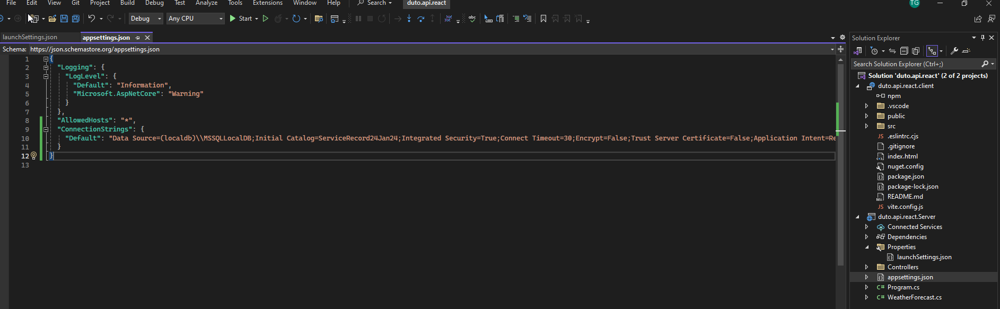 File Edit View Git Project Build Debug Test Analyze Tools Extensions Window Help Search duto.api.react TG
Debug Any CPU Start
launchSettings.json appsettings.json
Schema: https://json.schemastore.org/appsettings.json
1 {
2 "Logging": {
3 "LogLevel": {
4 "Default": "Information",
5 "Microsoft.AspNetCore": "Warning"
6 }
7 },
8 "AllowedHosts": "*",
9 "ConnectionStrings": {
10 "Default": "Data Source=(localdb)\\MSSQLLocalDB;Initial Catalog=ServiceRecord24Jan24;Integrated Security=True;Connect Timeout=30;Encrypt=False;Trust Server Certificate=False;Application Intent=Re
11 }
12 }
13
Solution Explorer
Search Solution Explorer (Ctrl+;)
Solution 'duto.api.react' (2 of 2 projects)
duto.api.react.client
npm
.vscode
public
src
JS .eslintrc.cjs
.gitignore
index.html
nuget.config
package.json
package-lock.json
README.md
JS vite.config.js
duto.api.react.Server
Connected Services
Dependencies
Properties
launchSettings.json
Controllers
appsettings.json
C# Program.cs
C# WeatherForecast.cs